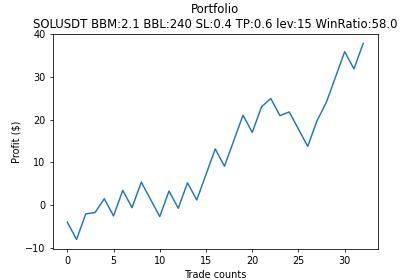 Portfolio
SOLUSDT BBM:2.1 BBL:240 SL:0.4 TP:0.6 lev:15 WinRatio:58.0
40
30
20
10
0
−10
Profit ($)
0 5 10 15 20 25 30
Trade counts